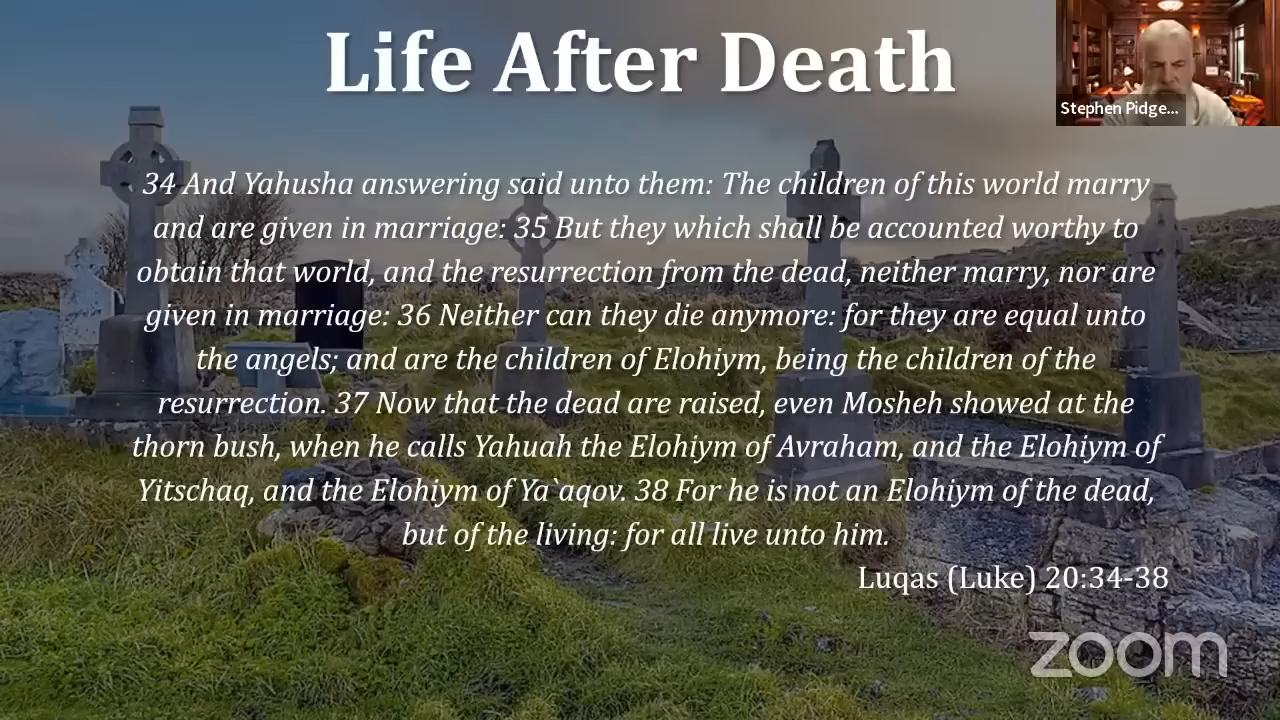 Life After Death
Stephen Pidge...
34 And Yahusha answering said unto them: The children of this world marry
and are given in marriage: 35 But they which shall be accounted worthy to
obtain that world, and the resurrection from the dead, neither marry, nor are
given in marriage: 36 Neither can they die anymore: for they are equal unto
the angels; and are the children of Elohiym, being the children of the
resurrection. 37 Now that the dead are raised, even Mosheh showed at the
thorn bush, when he calls Yahuah the Elohiym of Avraham, and the Elohiym of
Yitschaq, and the Elohiym of Ya`aqov. 38 For he is not an Elohiym of the dead,
but of the living: for all live unto him.
Luqas (Luke) 20:34-38
zoom